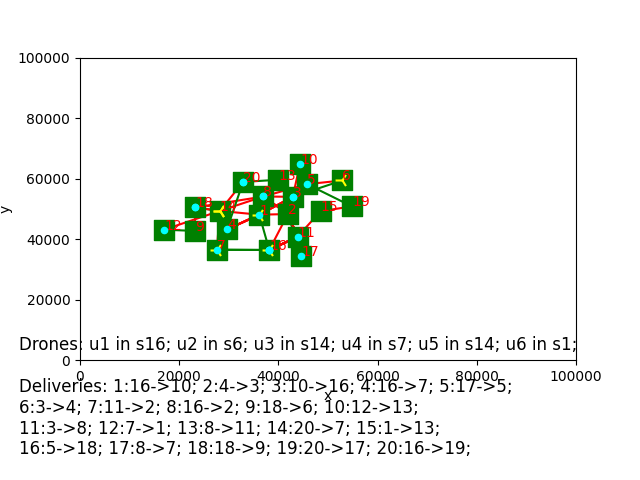 100000
80000
y
60000
40000
20000
0
0 20000 40000 60000 80000 100000
x
Drones: u1 in s16; u2 in s6; u3 in s14; u4 in s7; u5 in s14; u6 in s1;
Deliveries: 1:16->10; 2:4->3; 3:10->16; 4:16->7; 5:17->5;
6:3->4; 7:11->2; 8:16->2; 9:18->6; 10:12->13;
11:3->8; 12:7->1; 13:8->11; 14:20->7; 15:1->13;
16:5->18; 17:8->7; 18:18->9; 19:20->17; 20:16->19;